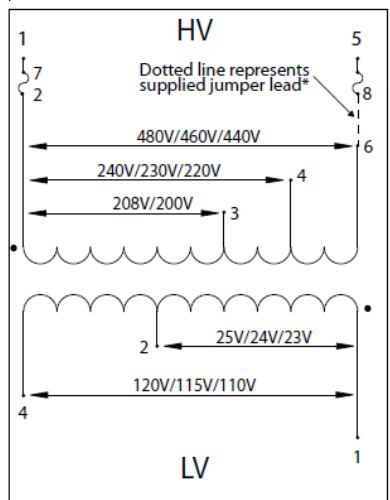 HV
1
5
7
2
Dotted line represents
supplied jumper lead*
8
480V/460V/440V
6
240V/230V/220V
4
208V/200V
3
25V/24V/23V
2
120V/115V/110V
4
1
LV